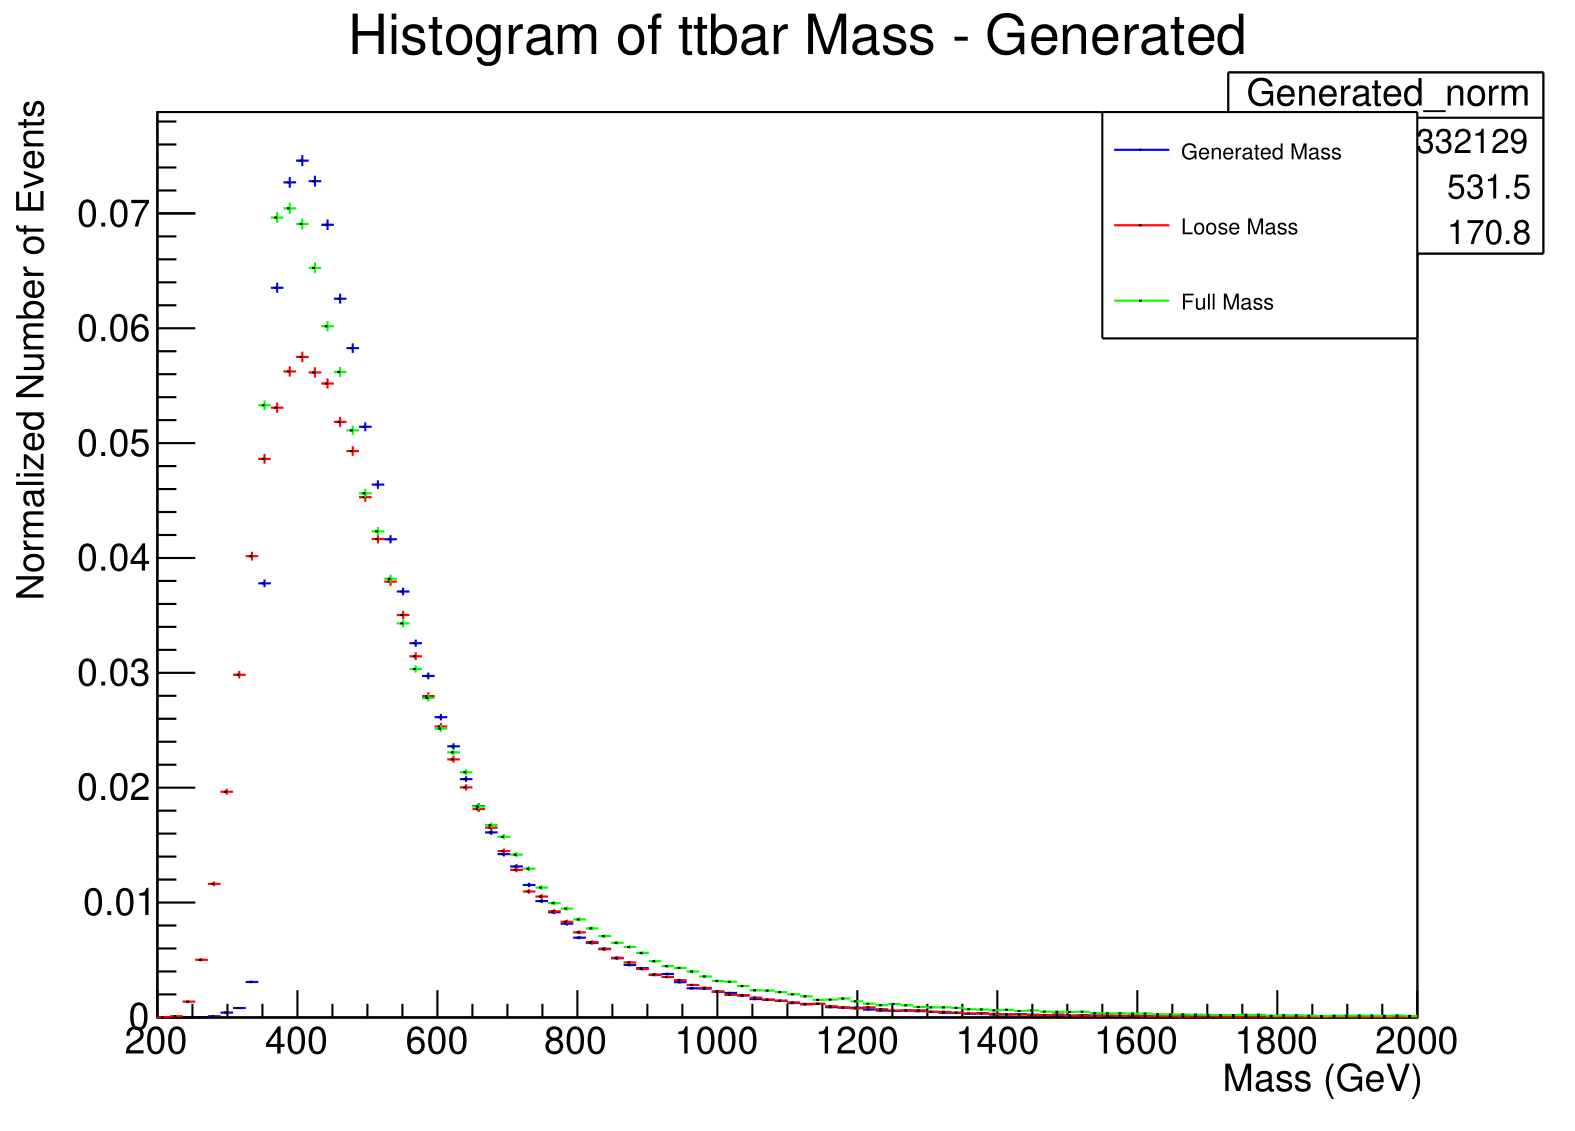 Histogram of ttbar Mass - Generated
Generated_norm
332129
531.5
170.8
Generated Mass
Loose Mass
Full Mass
Normalized Number of Events
0.07
0.06
0.05
0.04
0.03
0.02
0.01
0
200 400 600 800 1000 1200 1400 1600 1800 2000
Mass (GeV)